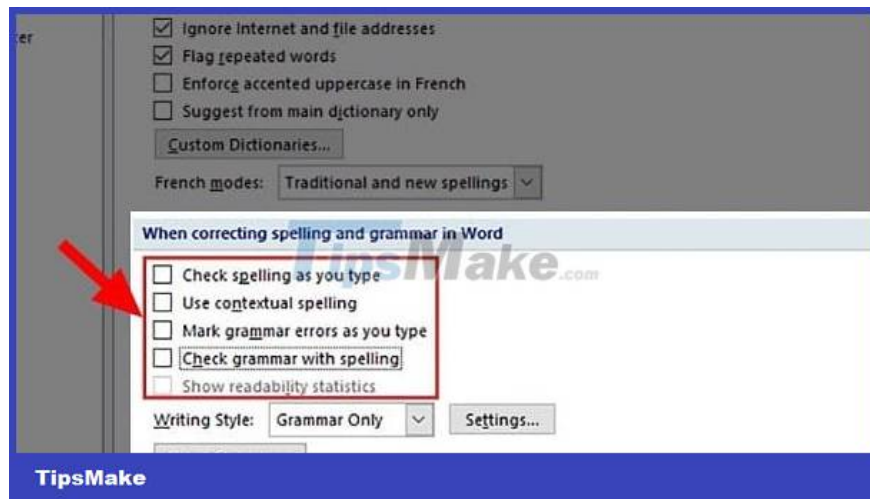 ter
Ignore Internet and file addresses
Flag repeated words
Enforce accented uppercase in French
Suggest from main dictionary only
Custom Dictionaries...
French modes: Traditional and new spellings
When correcting spelling and grammar in Word
TipsMake.com
Check spelling as you type
Use contextual spelling
Mark grammar errors as you type
Check grammar with spelling
Show readability statistics
Writing Style: Grammar Only Settings...
TipsMake